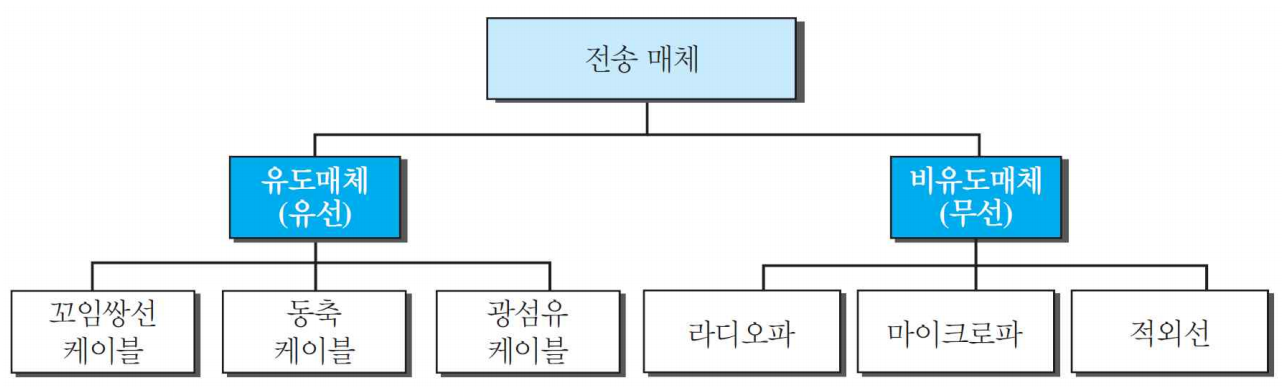 전송 매체
유도매체
(유선)
비유도매체
(무선)
꼬임쌍선
케이블
동축
케이블
광섬유
케이블
라디오파
마이크로파
적외선